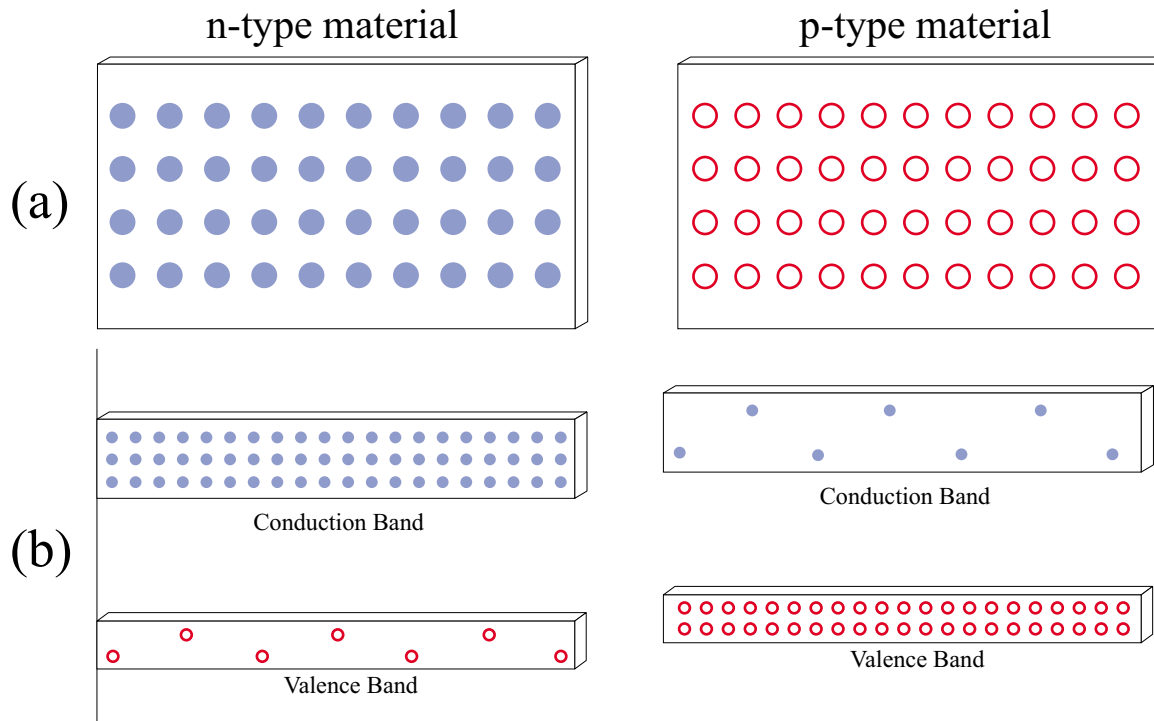 n-type material
p-type material
(a)
(b)
Conduction Band
Conduction Band
Valence Band
Valence Band